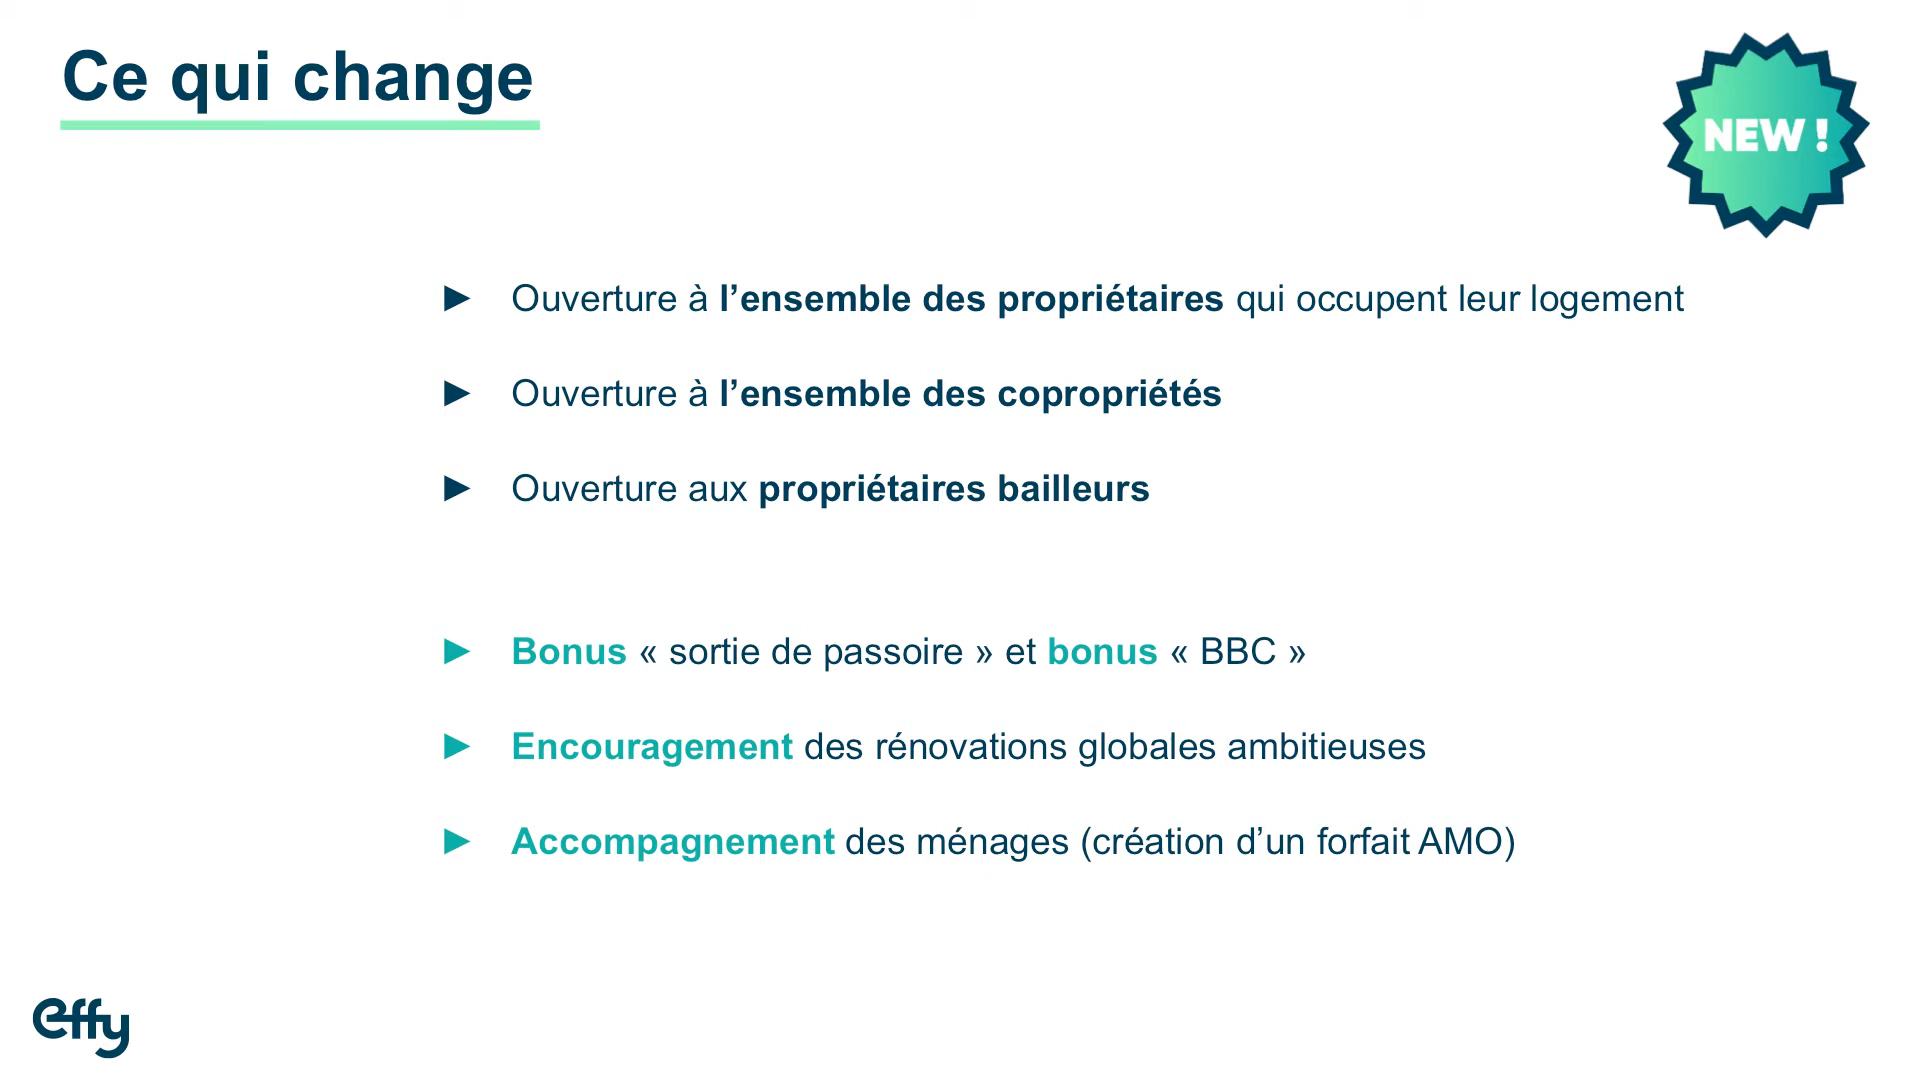 Ce qui change
NEW !
► Ouverture à l’ensemble des propriétaires qui occupent leur logement
► Ouverture à l’ensemble des copropriétés
► Ouverture aux propriétaires bailleurs
► Bonus « sortie de passoire » et bonus « BBC »
► Encouragement des rénovations globales ambitieuses
► Accompagnement des ménages (création d’un forfait AMO)
effy